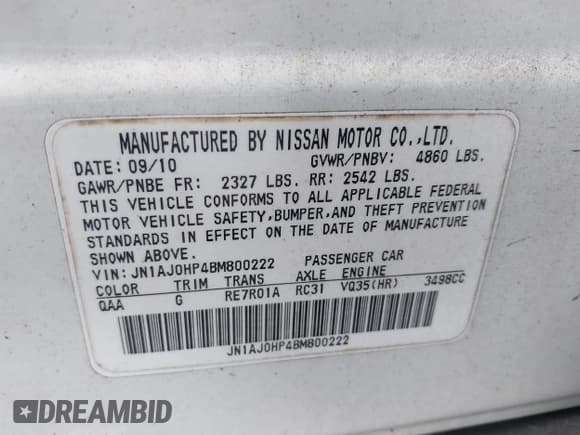 MANUFACTURED BY NISSAN MOTOR CO.,LTD.
DATE: 09/10 GVWR/PNBV: 4860 LBS.
GAWR/PNBE FR: 2327 LBS. RR: 2542 LBS.
THIS VEHICLE CONFORMS TO ALL APPLICABLE FEDERAL
MOTOR VEHICLE SAFETY,BUMPER,AND THEFT PREVENTION
STANDARDS IN EFFECT ON THE DATE OF MANUFACTURE
SHOWN ABOVE.
VIN: JN1AJ0HP4BM800222 PASSENGER CAR
COLOR TRIM TRANS AXLE ENGINE
QAA G RE7R01A RC31 VQ35(HR) 3498CC
JN1AJ0HP4BM800222
DREAMBID